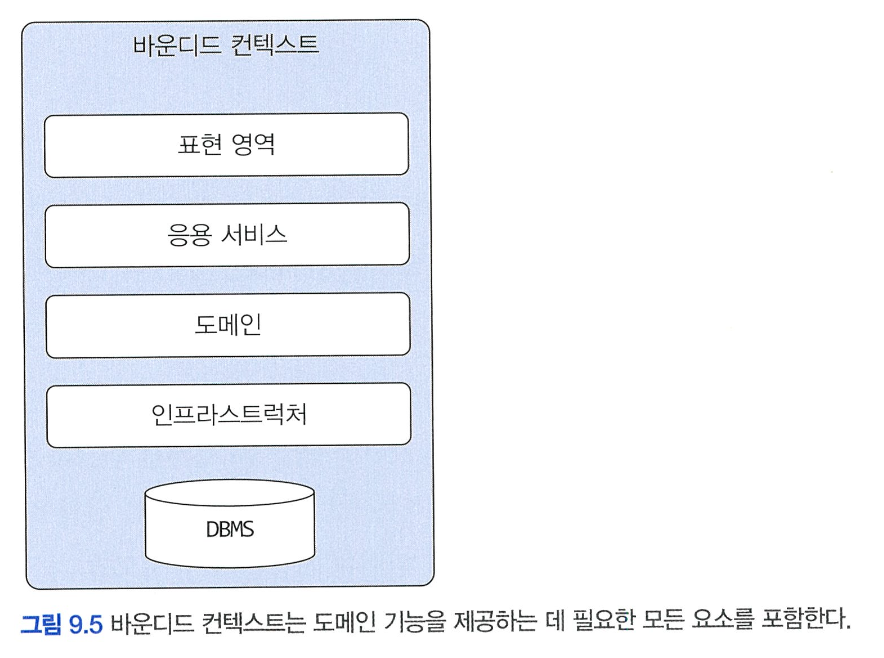 바운디드 컨텍스트
표현 영역
응용 서비스
도메인
인프라스트럭처
DBMS
그림 9.5 바운디드 컨텍스트는 도메인 기능을 제공하는 데 필요한 모든 요소를 포함한다.